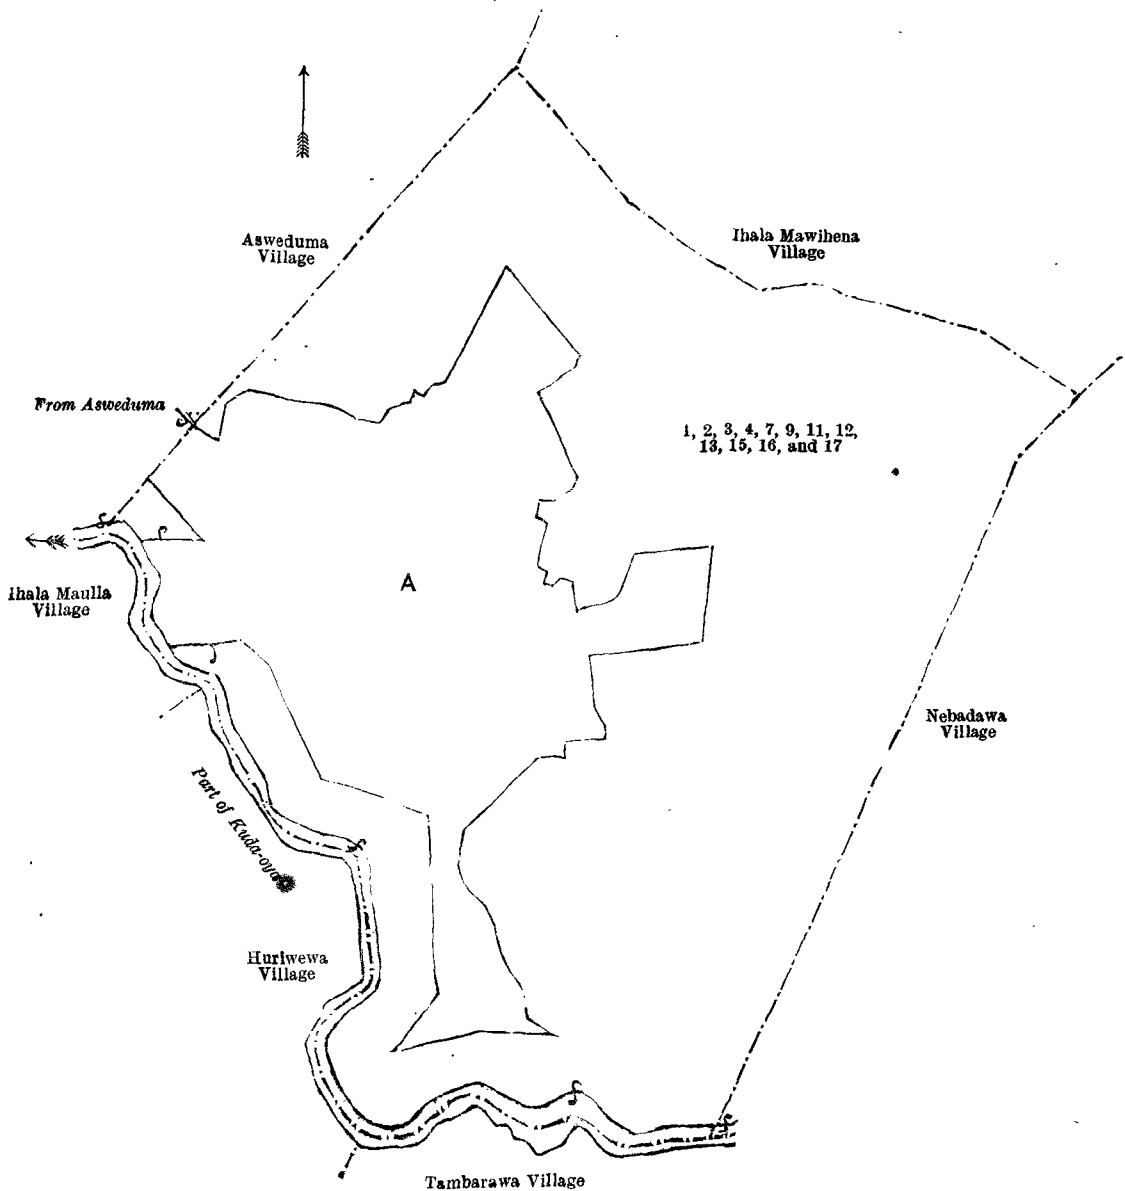 Asweduma
Village
Ihala Mawihena
Village
From Asweduma
1, 2, 3, 4, 7, 9, 11, 12,
13, 15, 16, and 17
A
Ihala Maulla
Village
Nebadawa
Village
Part of Kuda-oya
Huriwewa
Village
Tambarawa Village